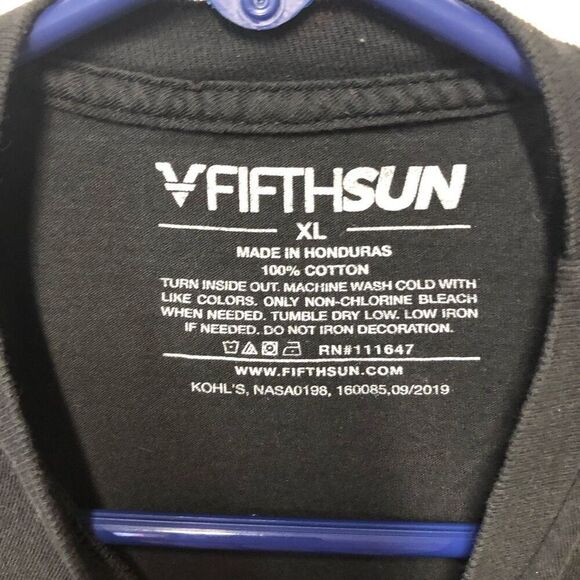 FIFTHSUN
XL
MADE IN HONDURAS
100% COTTON
TURN INSIDE OUT. MACHINE WASH COLD WITH
LIKE COLORS. ONLY NON-CHLORINE BLEACH
WHEN NEEDED. TUMBLE DRY LOW. LOW IRON
IF NEEDED. DO NOT IRON DECORATION.
RN#111647
WWW.FIFTHSUN.COM
KOHL'S, NASA0198, 160085,09/2019